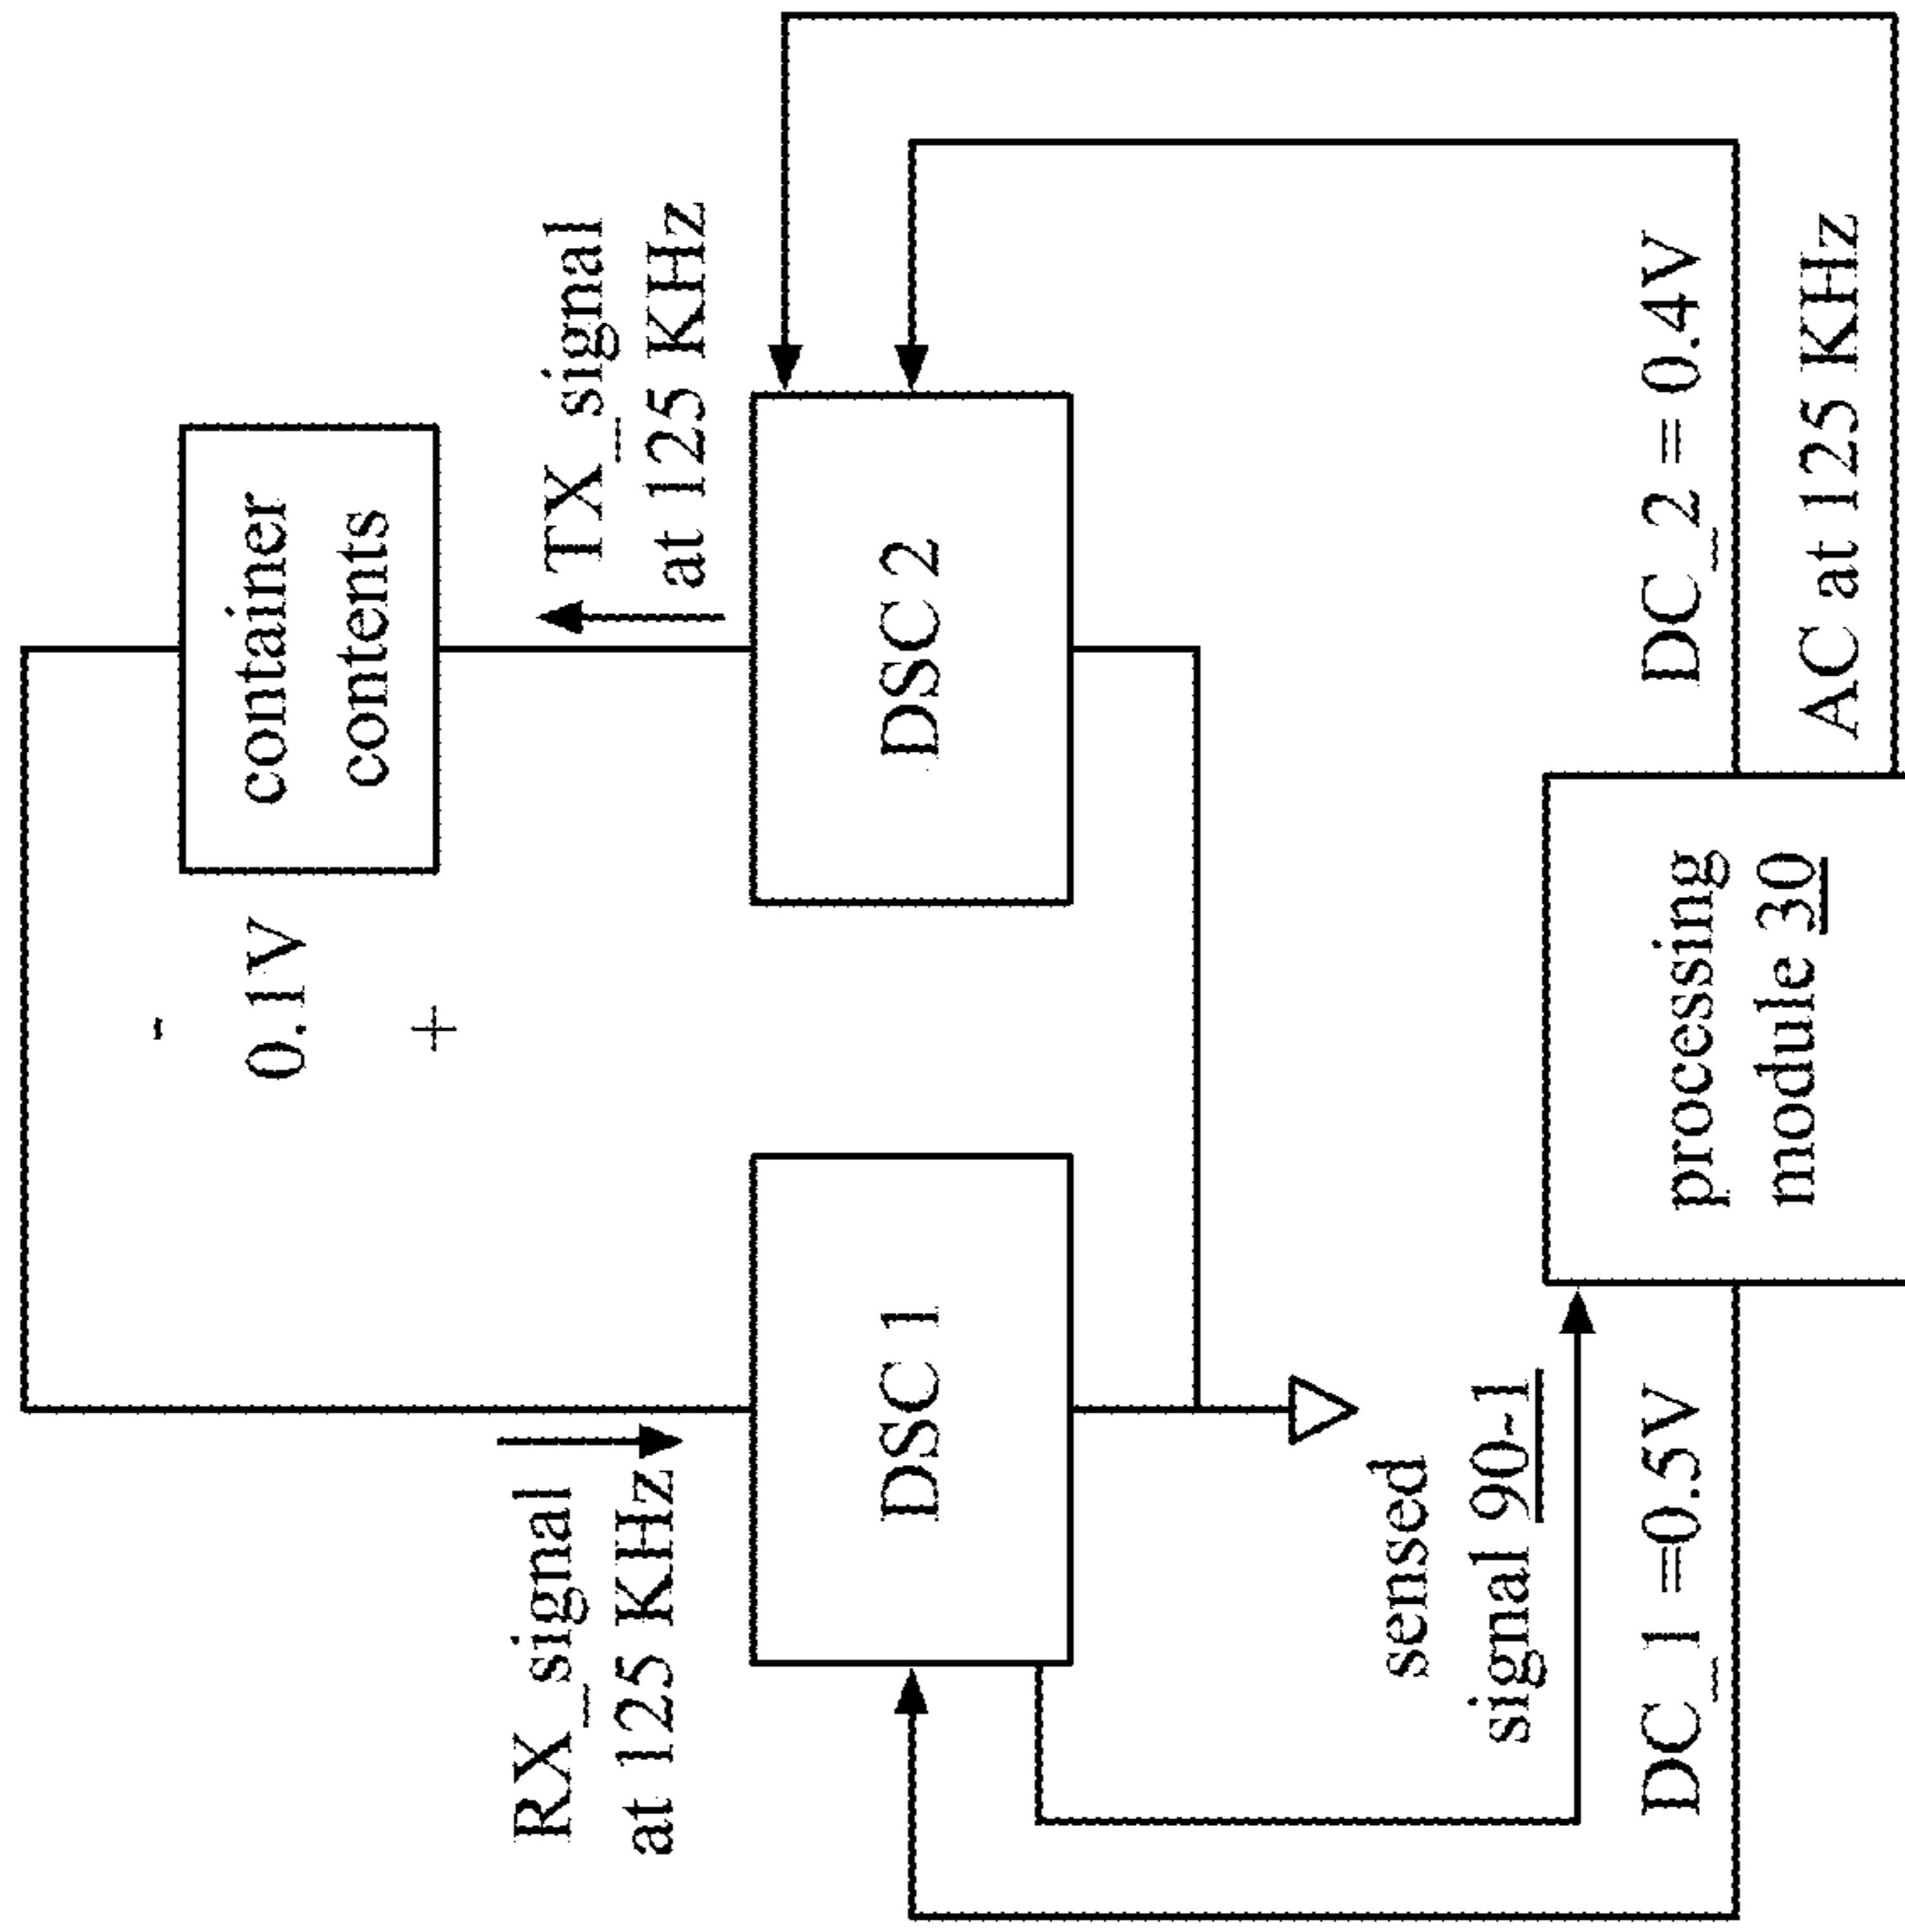 RX_signal
at 125 KHz
-
0.1V
+
container
contents
TX_signal
at 125 KHz
DSC 1
DSC 2
sensed
signal 90-1
DC_1 =0.5V
processing
module 30
DC_2 = 0.4V
AC at 125 KHz